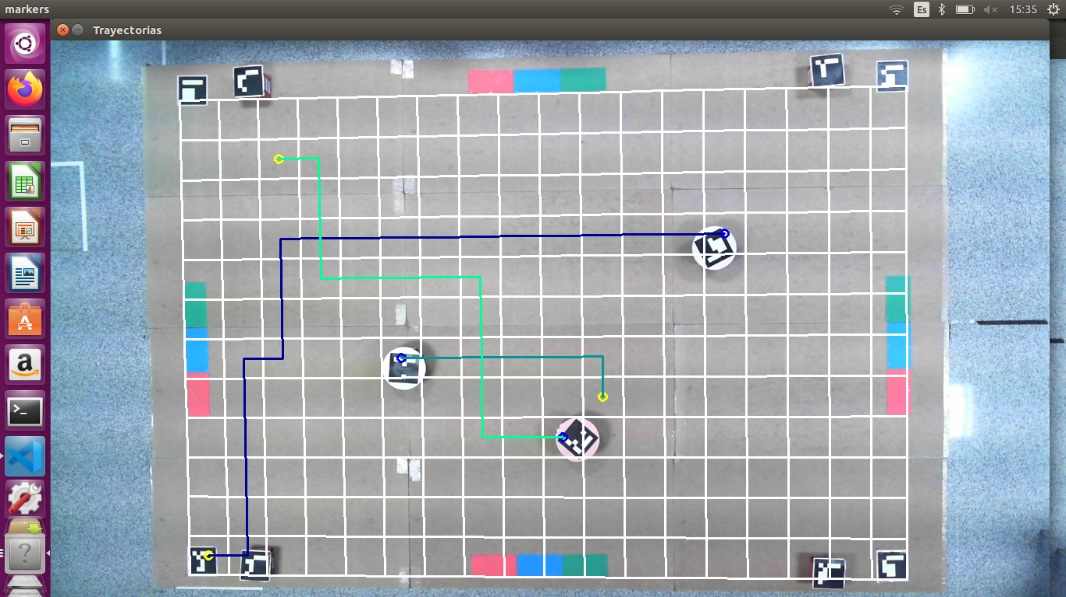 markers
Es
15:35
Trayectorias
A
a
>_
?